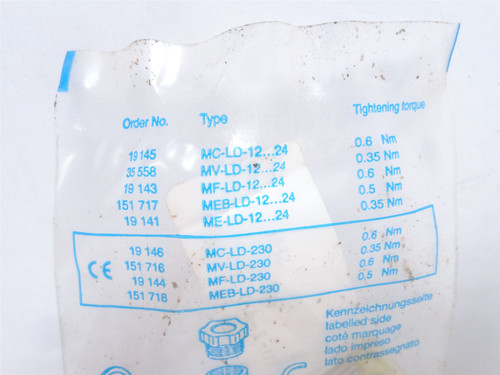 Order No. Type Tightening torque
19 145 MC-LD-12...24 0.6 Nm
35 558 MV-LD-12...24 0.35 Nm
19 143 MF-LD-12...24 0.6 Nm
151 717 MEB-LD-12...24 0.5 Nm
19 141 ME-LD-12...24 0.35 Nm
19 146 MC-LD-230 0.6 Nm
CE 151 716 MV-LD-230 0.35 Nm
19 144 MF-LD-230 0.6 Nm
151 718 MEB-LD-230 0,5 Nm
Kennzeichnungsseite
labelled side
coté marquage
lado impreso
lato contrassegnato